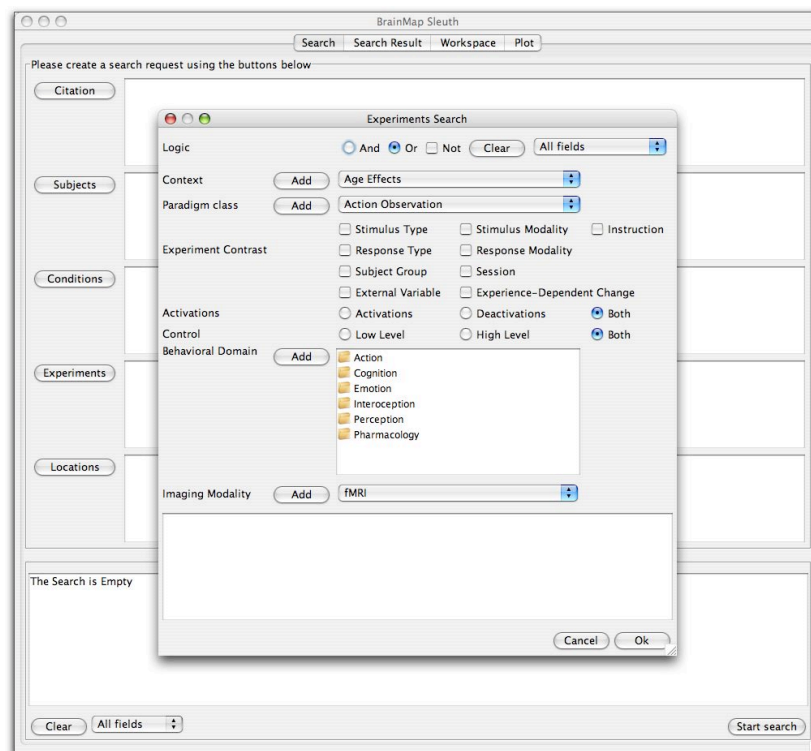 BrainMap Sleuth
Search Search Result Workspace Plot
Please create a search request using the buttons below
Citation
Experiments Search
Logic And Or Not Clear All fields
Subjects
Context Add Age Effects
Paradigm class Add Action Observation
Stimulus Type Stimulus Modality Instruction
Experiment Contrast Response Type Response Modality
Subject Group Session
Conditions
External Variable Experience-Dependent Change
Activations Activations Deactivations Both
Control Low Level High Level Both
Behavioral Domain Add Action
Experiments
Cognition
Emotion
Interoception
Perception
Pharmacology
Locations
Imaging Modality Add fMRI
The Search is Empty
Cancel Ok
Clear All fields Start search